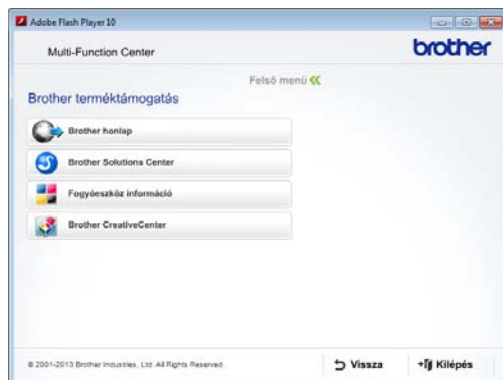 Adobe Flash Player 10
Multi-Function Center
brother
Felső menü
Brother terméktámogatás
Brother honlap
Brother Solutions Center
Fogyóeszköz információ
Brother CreativeCenter
© 2001-2013 Brother Industries, Ltd. All Rights Reserved.
Vissza
Kilépés